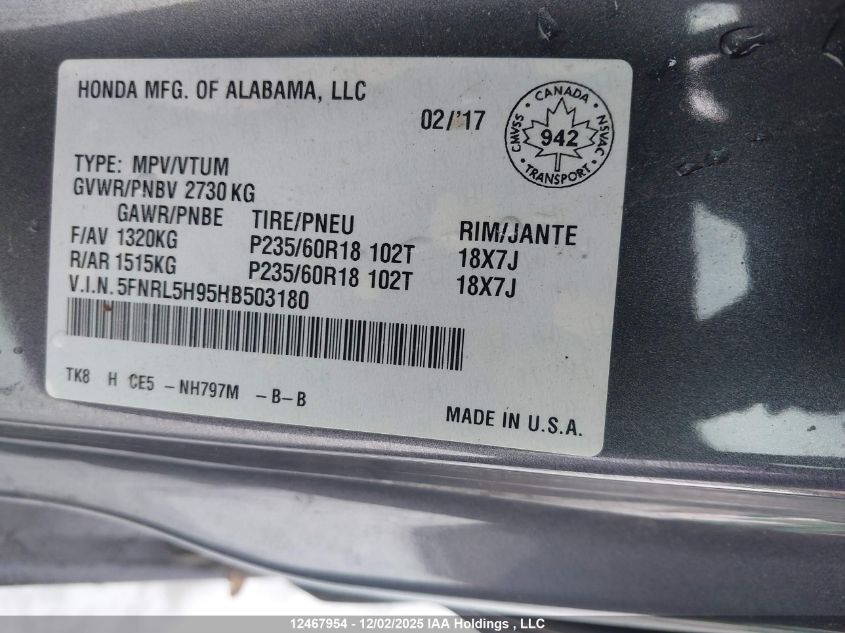 HONDA MFG. OF ALABAMA, LLC
02/'17
CANADA
CMVSS 942 NSVAC
TRANSPORT
TYPE: MPV/VTUM
GVWR/PNBV 2730 KG
GAWR/PNBE TIRE/PNEU RIM/JANTE
F/AV 1320KG P235/60R18 102T 18X7J
R/AR 1515KG P235/60R18 102T 18X7J
V.I.N. 5FNRL5H95HB503180
TK8 H CE5 -NH797M -B-B
MADE IN U.S.A.
12467954 - 12/02/2025 IAA Holdings , LLC